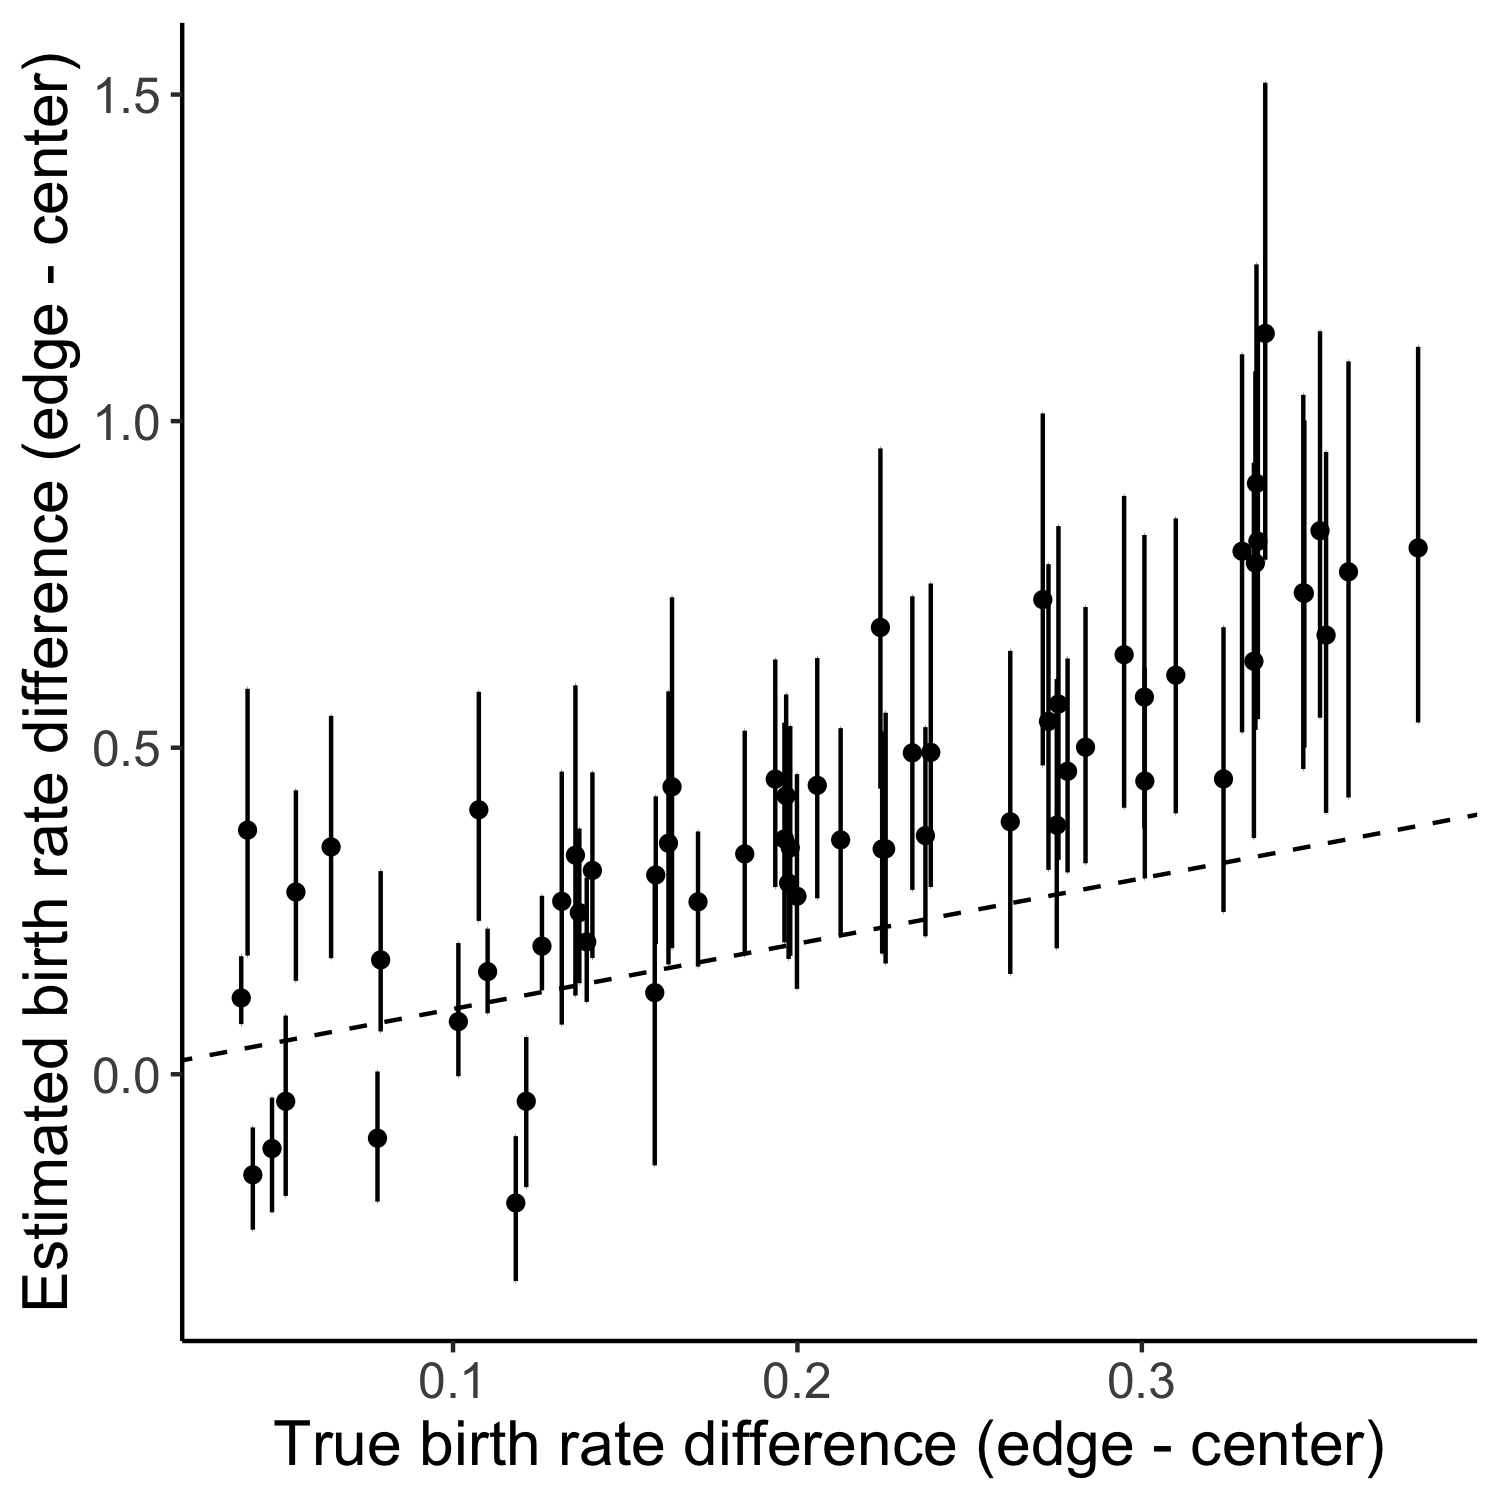 Estimated birth rate difference (edge - center)
1.5
1.0
0.5
0.0
0.1 0.2 0.3
True birth rate difference (edge - center)